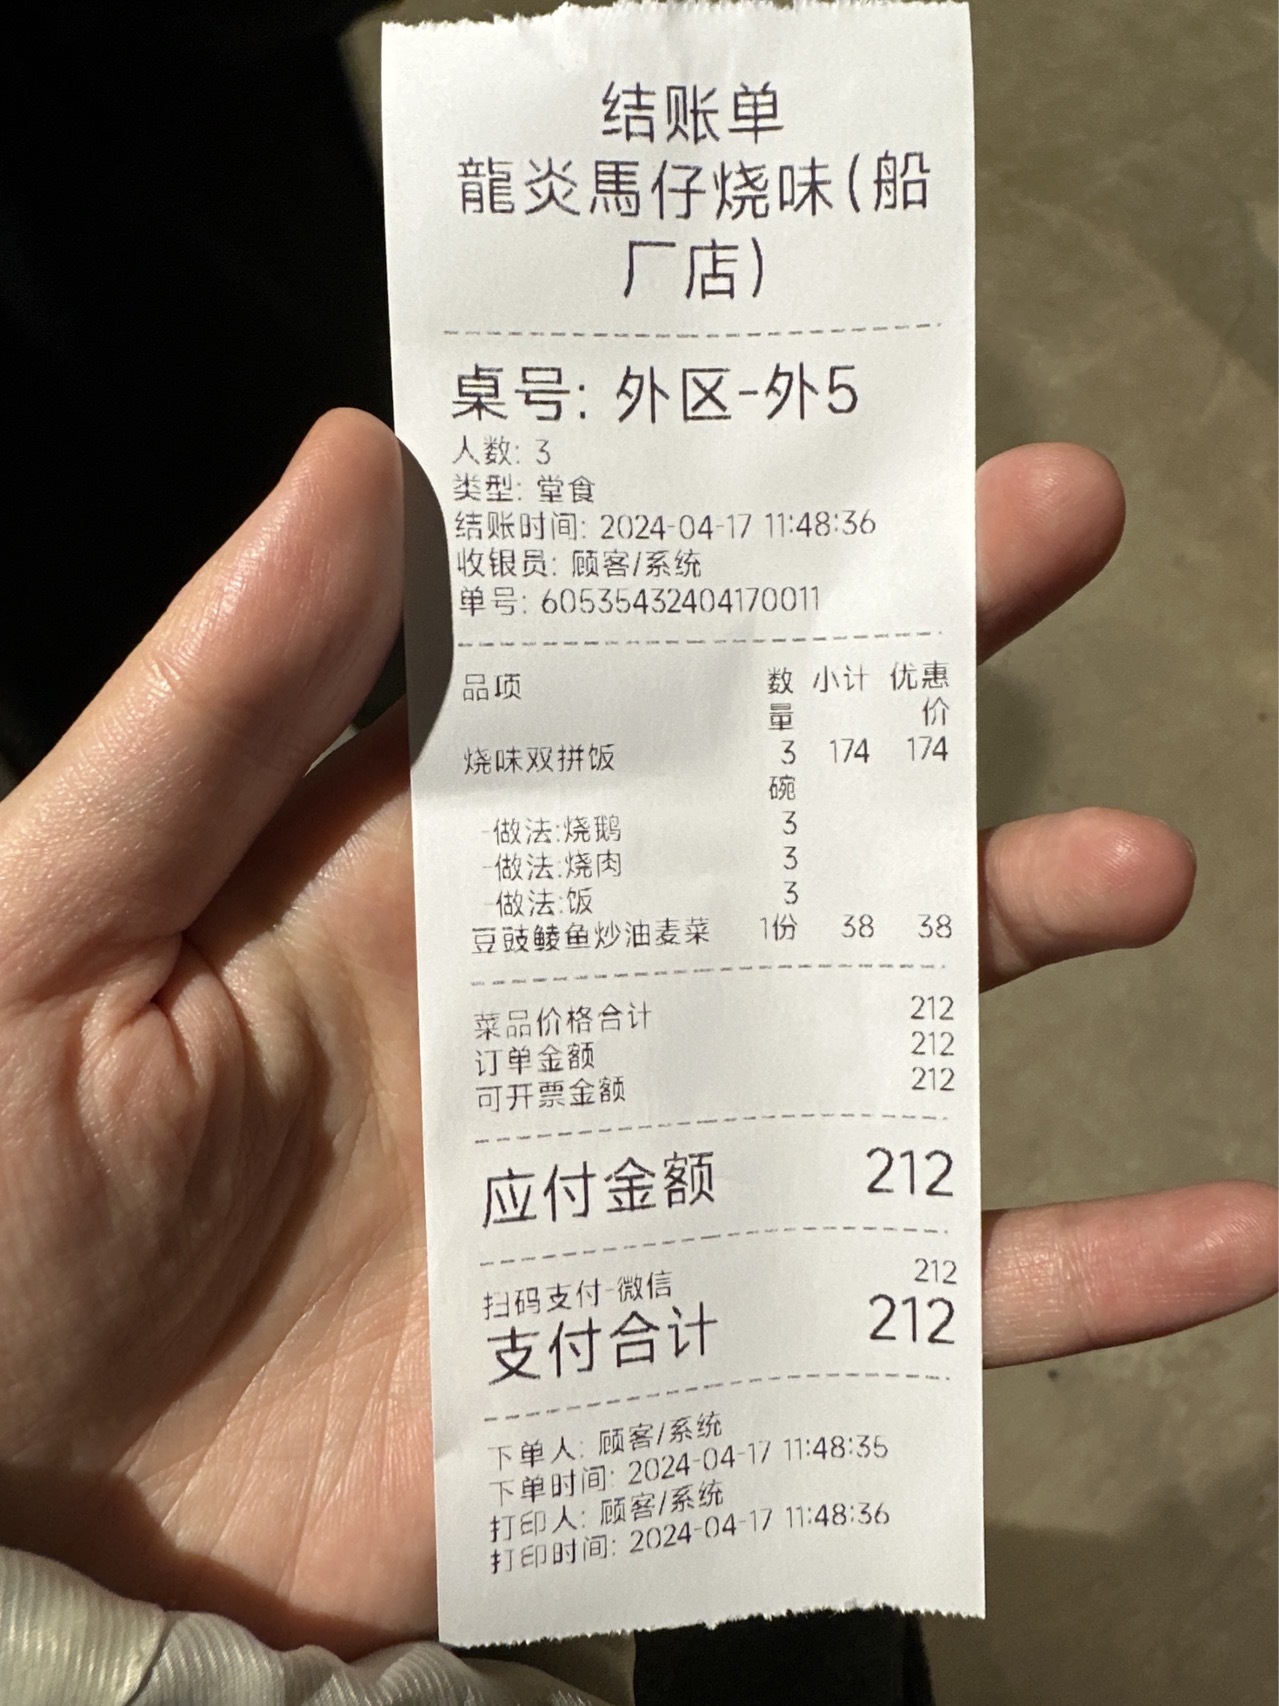 结账单
龍炎馬仔烧味(船
厂店)
桌号: 外区-外5
人数: 3
类型: 堂食
结账时间: 2024-04-17 11:48:36
收银员: 顾客/系统
单号: 60535432404170011
品项 数 小计 优惠
量 价
烧味双拼饭 3 174 174
碗
-做法:烧鹅 3
-做法:烧肉 3
-做法:饭 3
豆豉鲮鱼炒油麦菜 1份 38 38
菜品价格合计 212
订单金额 212
可开票金额 212
应付金额 212
扫码支付-微信 212
支付合计 212
下单人: 顾客/系统
下单时间: 2024-04-17 11:48:35
打印人: 顾客/系统
打印时间: 2024-04-17 11:48:36